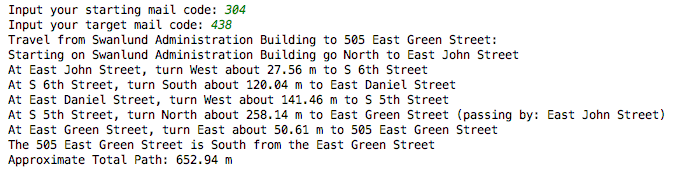 Input your starting mail code: 304
Input your target mail code: 438
Travel from Swanlund Administration Building to 505 East Green Street:
Starting on Swanlund Administration Building go North to East John Street
At East John Street, turn West about 27.56 m to S 6th Street
At S 6th Street, turn South about 120.04 m to East Daniel Street
At East Daniel Street, turn West about 141.46 m to S 5th Street
At S 5th Street, turn North about 258.14 m to East Green Street (passing by: East John Street)
At East Green Street, turn East about 50.61 m to 505 East Green Street
The 505 East Green Street is South from the East Green Street
Approximate Total Path: 652.94 m